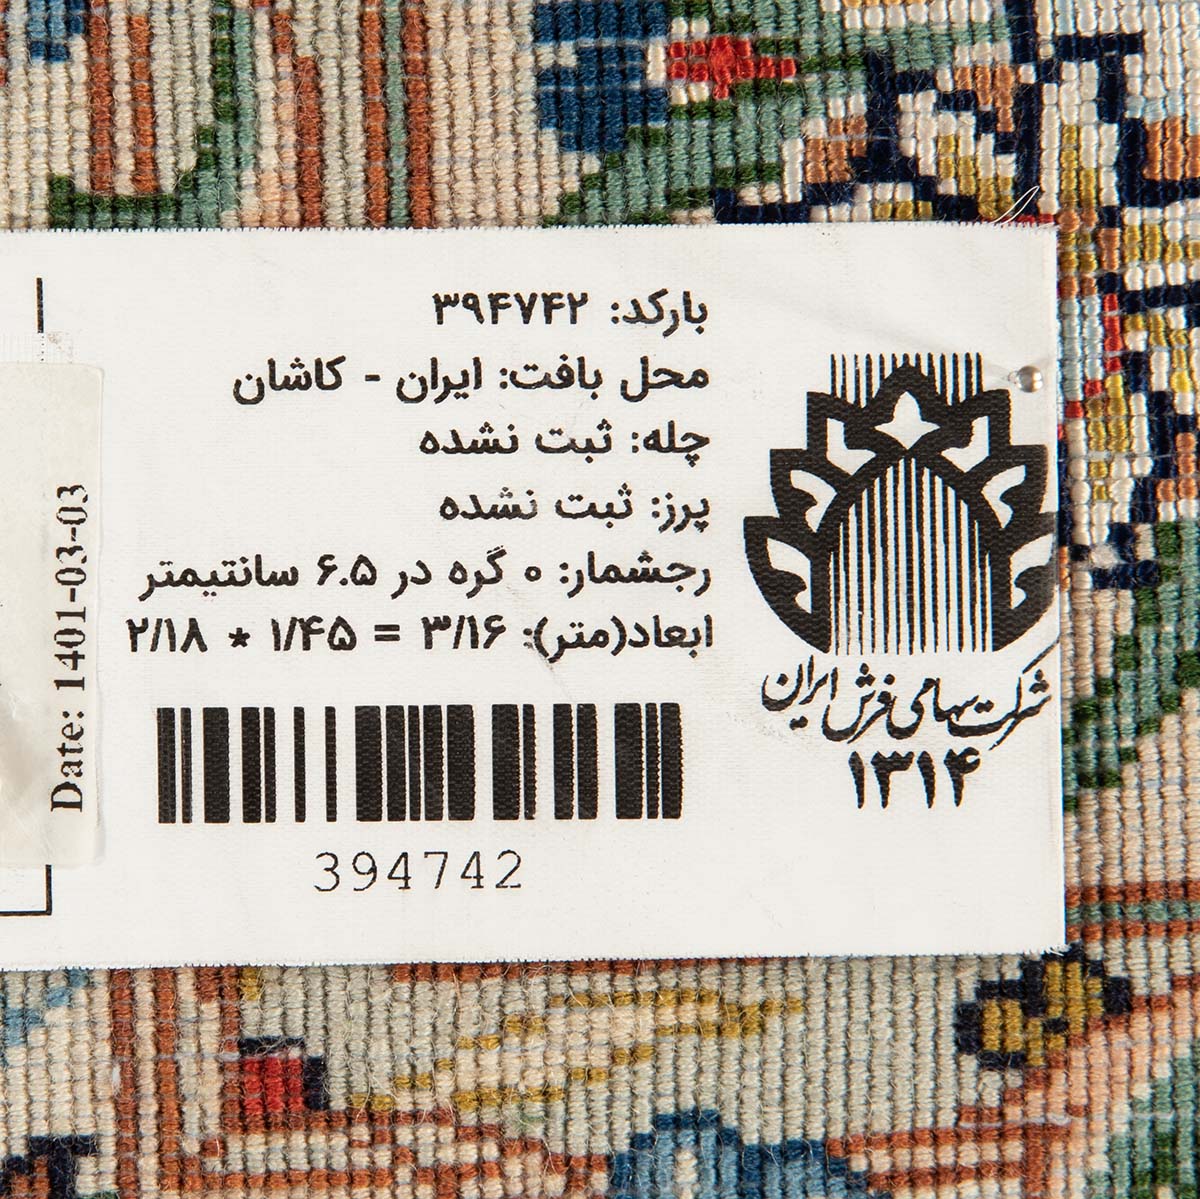 بارکد: ۳۹۴۷۴۲
محل بافت: ایران - کاشان
چله: ثبت نشده
پرز: ثبت نشده
رجشمار: ۰ گره در ۶.۵ سانتیمتر
ابعاد(متر): ۳/۱۶ = ۱/۴۵ * ۲/۱۸
394742
شرکت سهامی فرش ایران
۱۳۱۴
Date: 1401-03-03